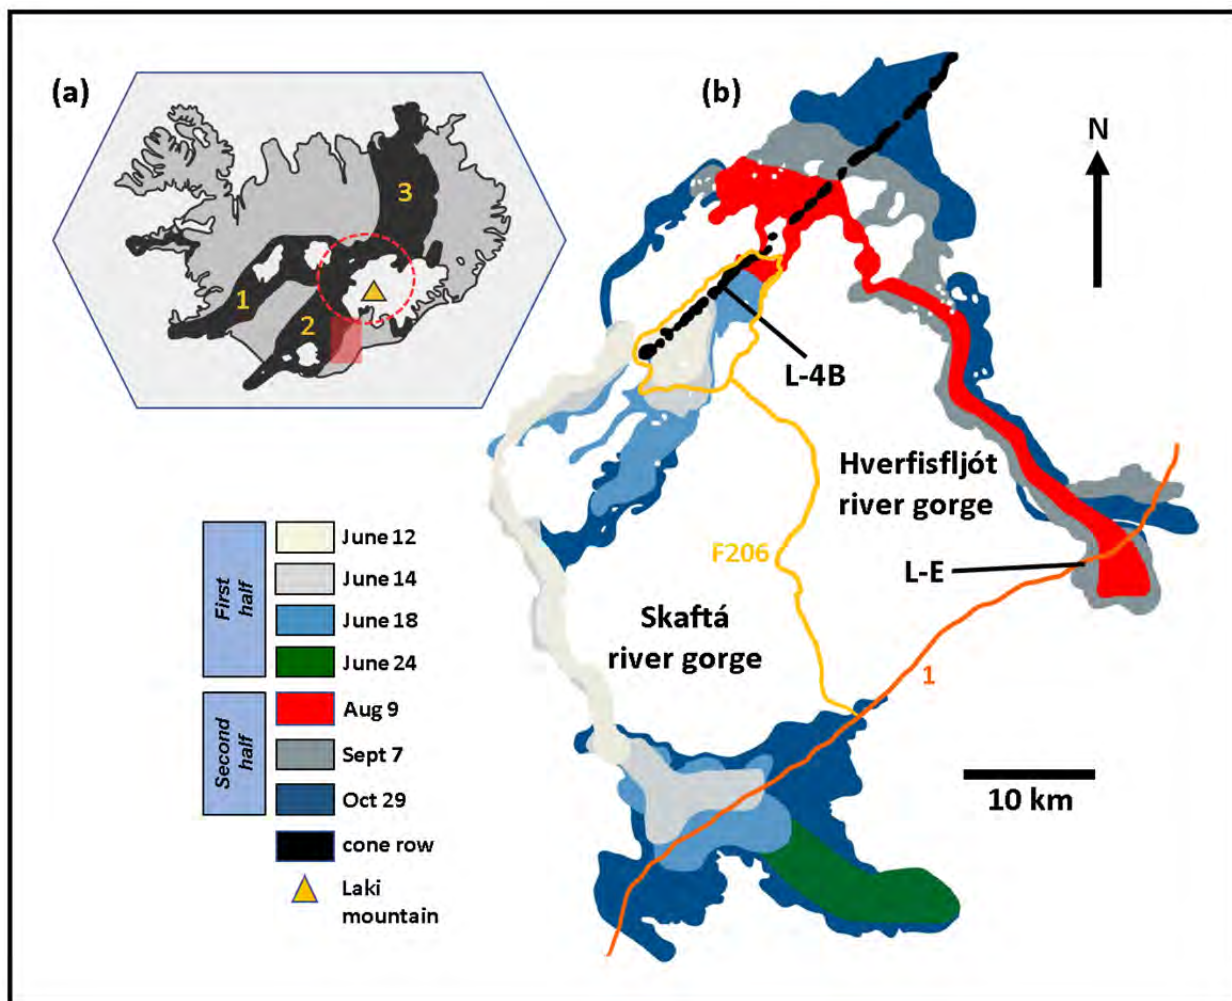 (a)
3
1
2
(b)
N
L-4B
Hverfisfljót
river gorge
F206
L-E
Skaftá
river gorge
1
10 km
First
half
June 12
June 14
June 18
June 24
Second
half
Aug 9
Sept 7
Oct 29
cone row
Laki
mountain